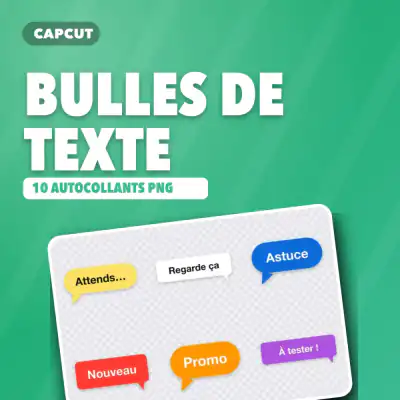 CAPCUT
BULLES DE
TEXTE
10 AUTOCOLLANTS PNG
Attends...
Regarde ça
Astuce
Nouveau
Promo
À tester !